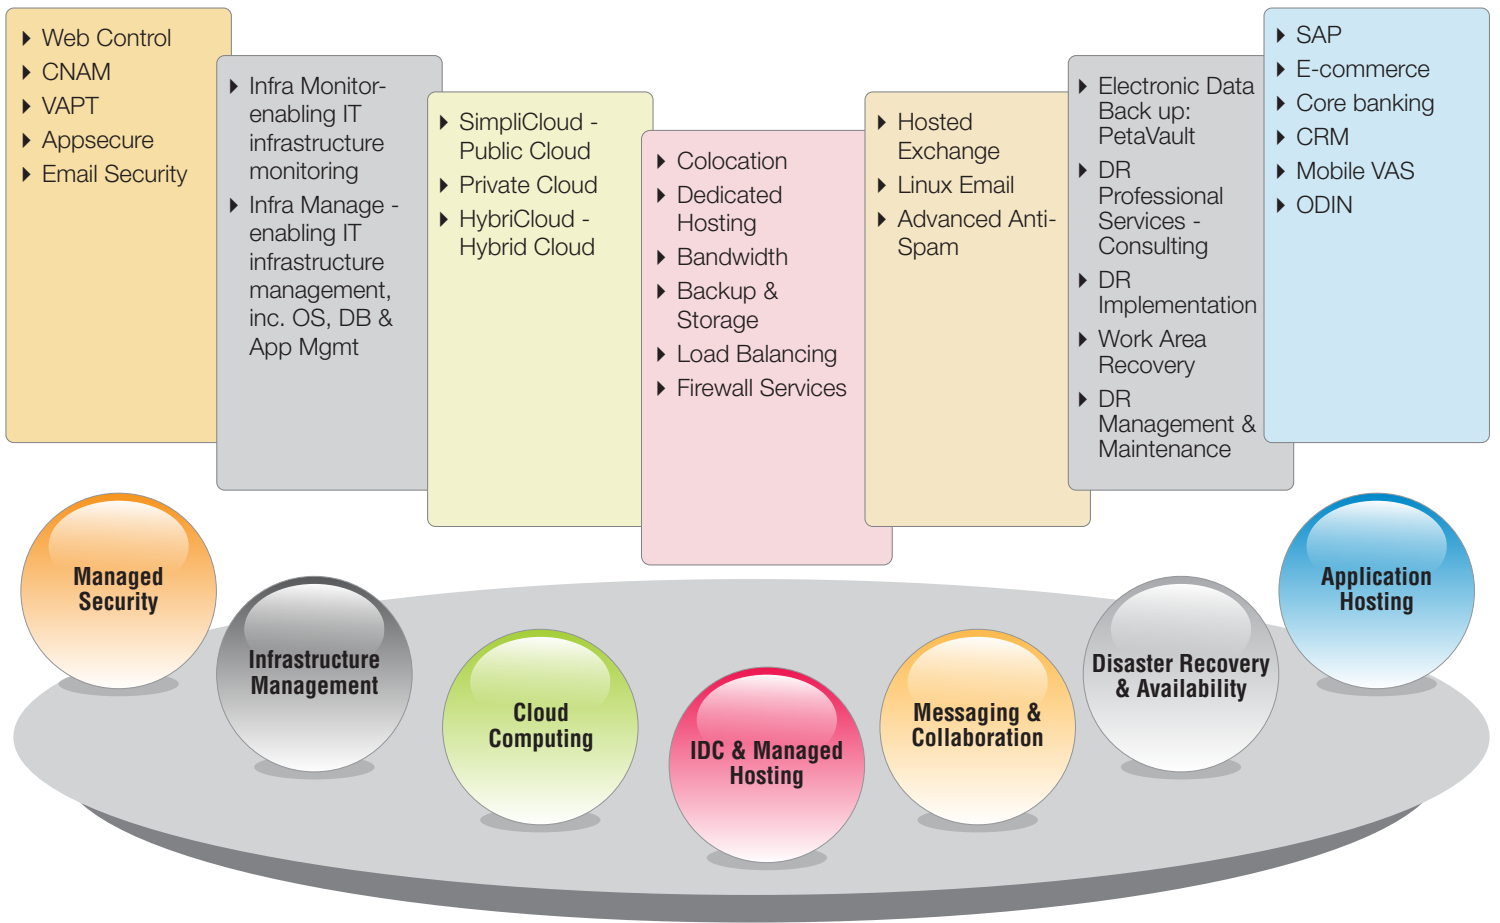 Web Control
CNAM
VAPT
Appsecure
Email Security
Infra Monitor-
enabling IT
infrastructure
monitoring
Infra Manage -
enabling IT
infrastructure
management,
inc. OS, DB &
App Mgmt
SimpliCloud -
Public Cloud
Private Cloud
HybriCloud -
Hybrid Cloud
Colocation
Dedicated
Hosting
Bandwidth
Backup &
Storage
Load Balancing
Firewall Services
Hosted
Exchange
Linux Email
Advanced Anti-
Spam
Electronic Data
Back up:
PetaVault
DR
Professional
Services -
Consulting
DR
Implementation
Work Area
Recovery
DR
Management &
Maintenance
SAP
E-commerce
Core banking
CRM
Mobile VAS
ODIN
Managed
Security
Infrastructure
Management
Cloud
Computing
IDC & Managed
Hosting
Messaging &
Collaboration
Disaster Recovery
& Availability
Application
Hosting